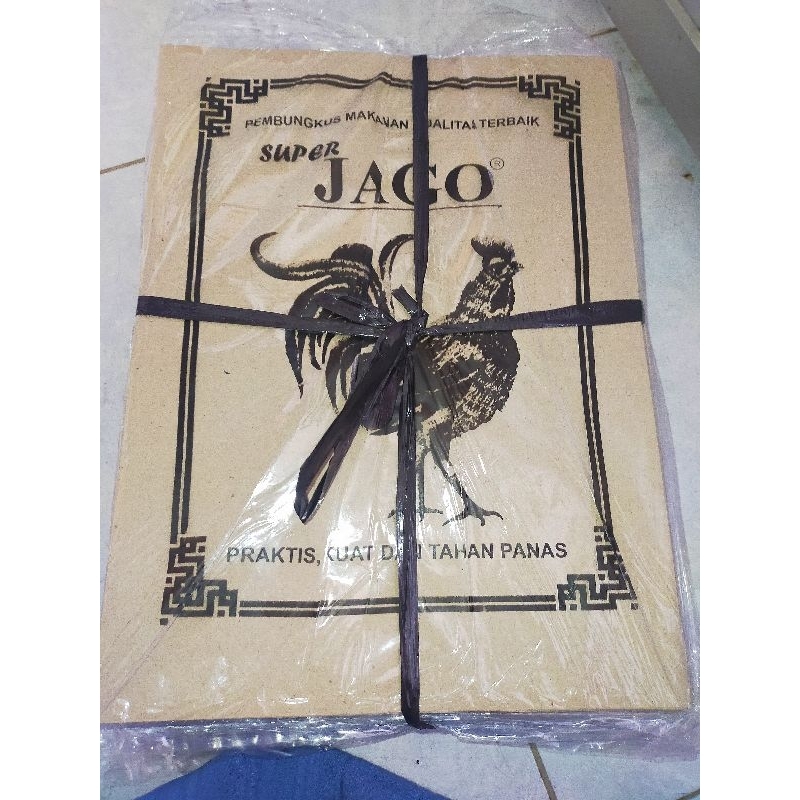 PEMBUNGKUS MAKANAN KUALITAS TERBAIK
SUPER
JAGO®
PRAKTIS, KUAT DAN TAHAN PANAS